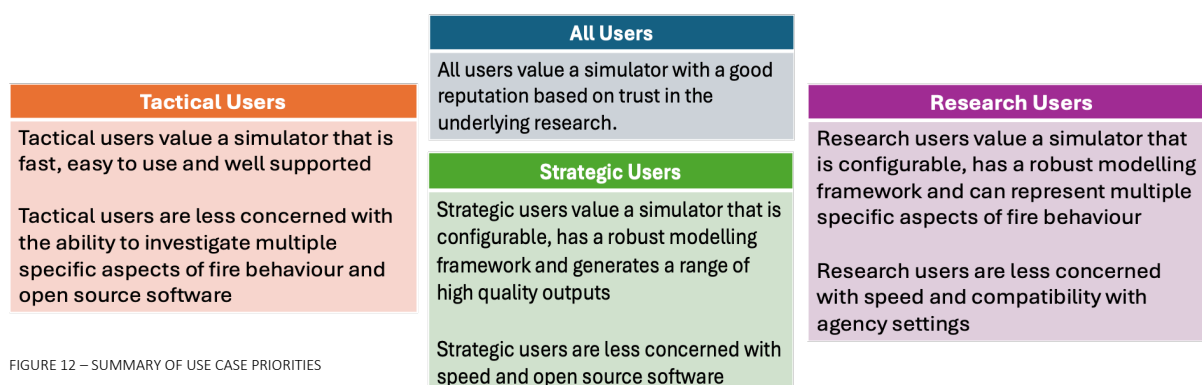 All Users
All users value a simulator with a good
reputation based on trust in the
underlying research.
Tactical Users
Tactical users value a simulator that is
fast, easy to use and well supported
Tactical users are less concerned with
the ability to investigate multiple
specific aspects of fire behaviour and
open source software
Strategic Users
Strategic users value a simulator that is
configurable, has a robust modelling
framework and generates a range of
high quality outputs
Strategic users are less concerned with
speed and open source software
Research Users
Research users value a simulator that
is configurable, has a robust modelling
framework and can represent multiple
specific aspects of fire behaviour
Research users are less concerned
with speed and compatibility with
agency settings
FIGURE 12 – SUMMARY OF USE CASE PRIORITIES